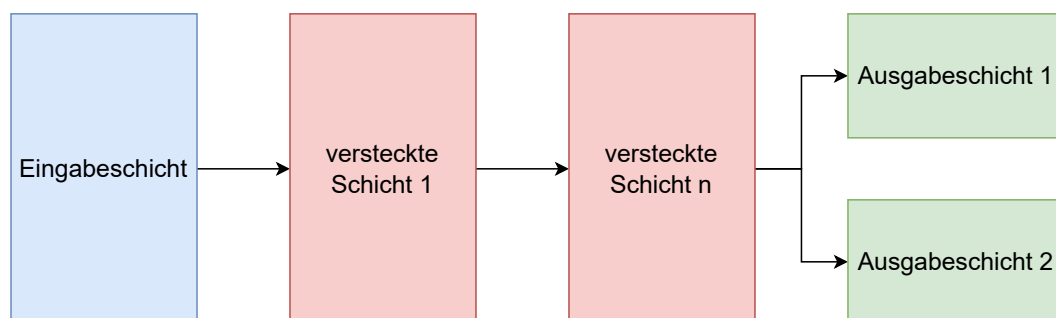 Eingabeschicht
versteckte
Schicht 1
versteckte
Schicht n
Ausgabeschicht 1
Ausgabeschicht 2